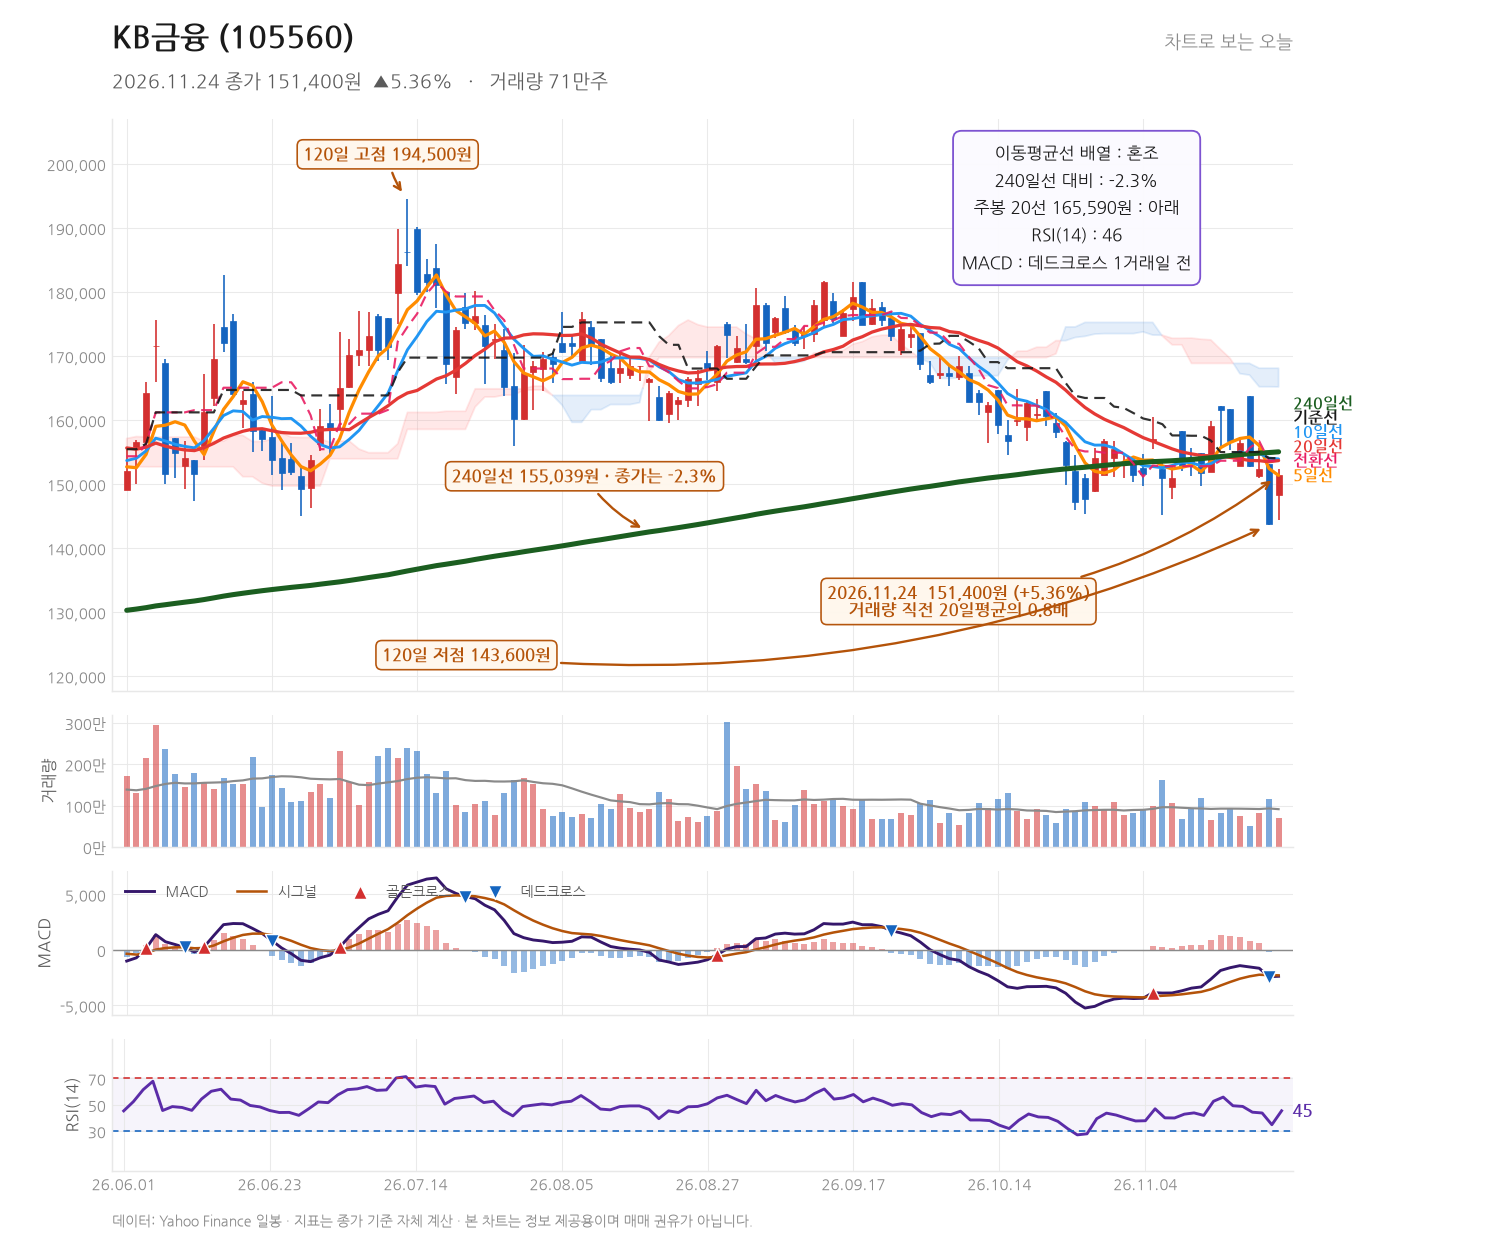 KB금융 (105560)
차트로 보는 오늘
2026.11.24 종가 151,400원 ▲5.36% · 거래량 71만주
120일 고점 194,500원
이동평균선 배열 : 혼조
240일선 대비 : -2.3%
주봉 20선 165,590원 : 아래
RSI(14) : 46
MACD : 데드크로스 1거래일 전
200,000
190,000
180,000
170,000
160,000
150,000
140,000
130,000
120,000
240일선
기준선
10일선
20일선
전환선
5일선
240일선 155,039원 · 종가는 -2.3%
2026.11.24 151,400원 (+5.36%)
거래량 직전 20일평균의 0.8배
120일 저점 143,600원
거래량
300만
200만
100만
0만
MACD
MACD 시그널 골든크로스 데드크로스
5,000
0
-5,000
RSI(14)
70
50
30
45
26.06.01 26.06.23 26.07.14 26.08.05 26.08.27 26.09.17 26.10.14 26.11.04
데이터: Yahoo Finance 일봉 · 지표는 종가 기준 자체 계산 · 본 차트는 정보 제공용이며 매매 권유가 아닙니다.